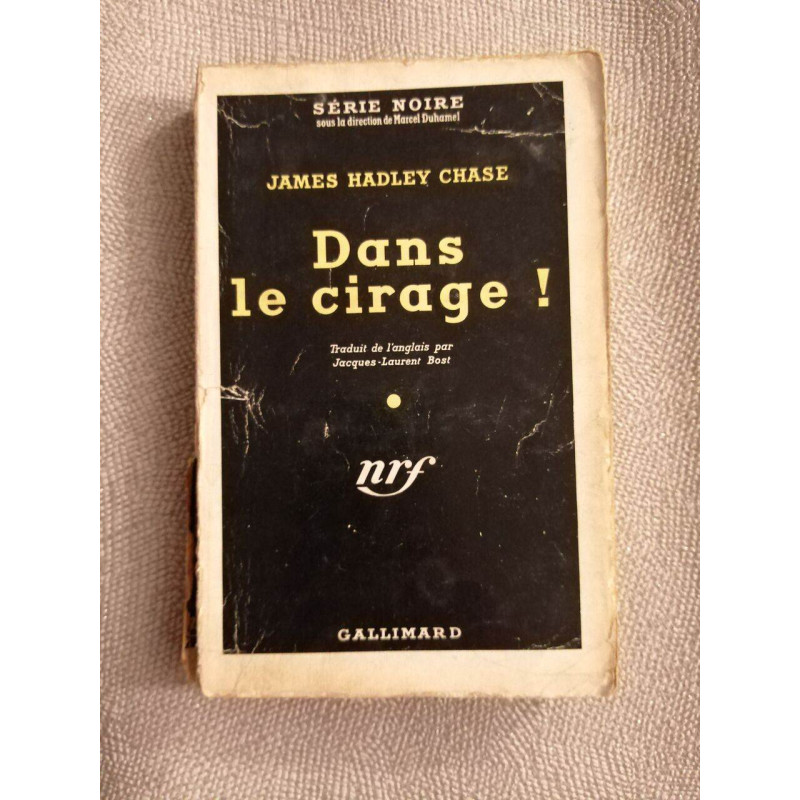 SÉRIE NOIRE
sous la direction de Marcel Duhamel
JAMES HADLEY CHASE
Dans
le cirage !
Traduit de l'anglais par
Jacques-Laurent Bost
nrf
GALLIMARD